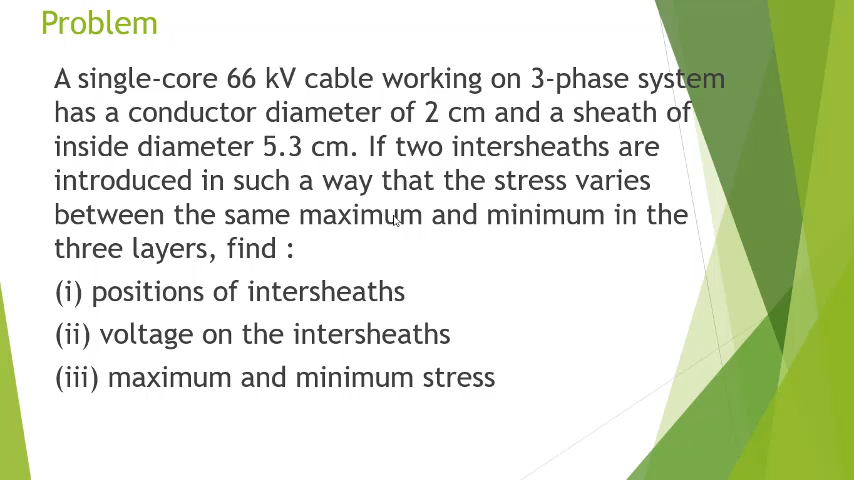 Problem
A single-core 66 kV cable working on 3-phase system
has a conductor diameter of 2 cm and a sheath of
inside diameter 5.3 cm. If two intersheaths are
introduced in such a way that the stress varies
between the same maximum and minimum in the
three layers, find :
(i) positions of intersheaths
(ii) voltage on the intersheaths
(iii) maximum and minimum stress